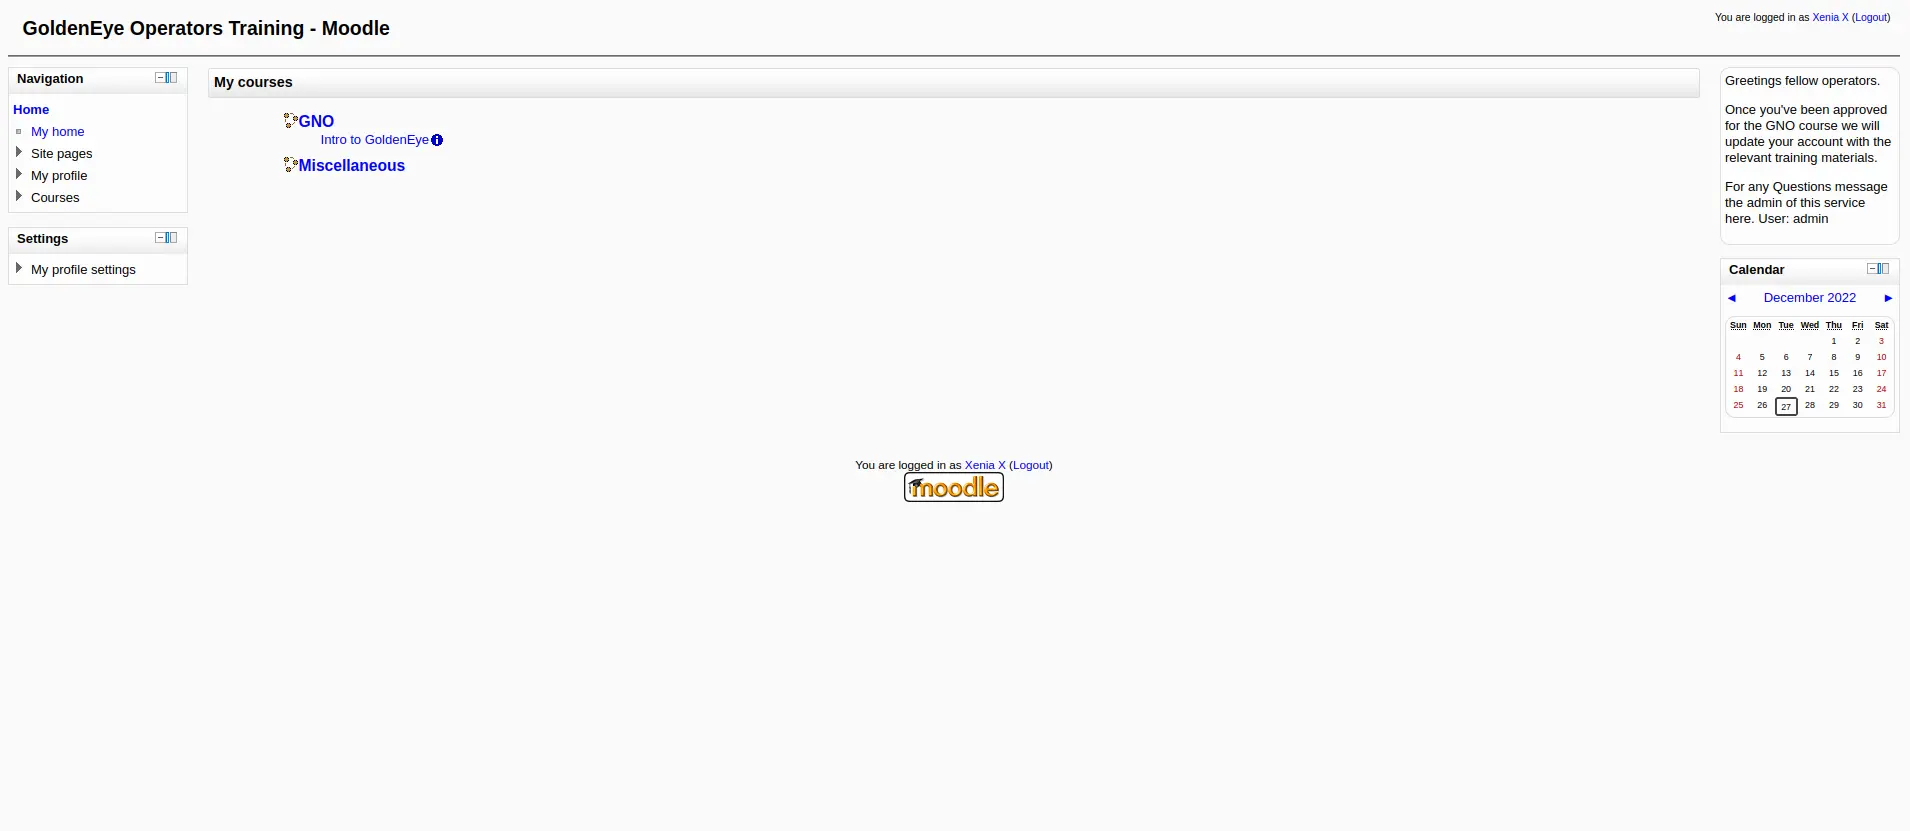 GoldenEye Operators Training - Moodle
You are logged in as Xenia X (Logout)
Navigation
Home
My home
Site pages
My profile
Courses
Settings
My profile settings
My courses
GNO
Intro to GoldenEye
Miscellaneous
Greetings fellow operators.
Once you've been approved
for the GNO course we will
update your account with the
relevant training materials.
For any Questions message
the admin of this service
here. User: admin
Calendar
◄ December 2022 ►
Sun Mon Tue Wed Thu Fri Sat
1 2 3
4 5 6 7 8 9 10
11 12 13 14 15 16 17
18 19 20 21 22 23 24
25 26 27 28 29 30 31
You are logged in as Xenia X (Logout)
moodle